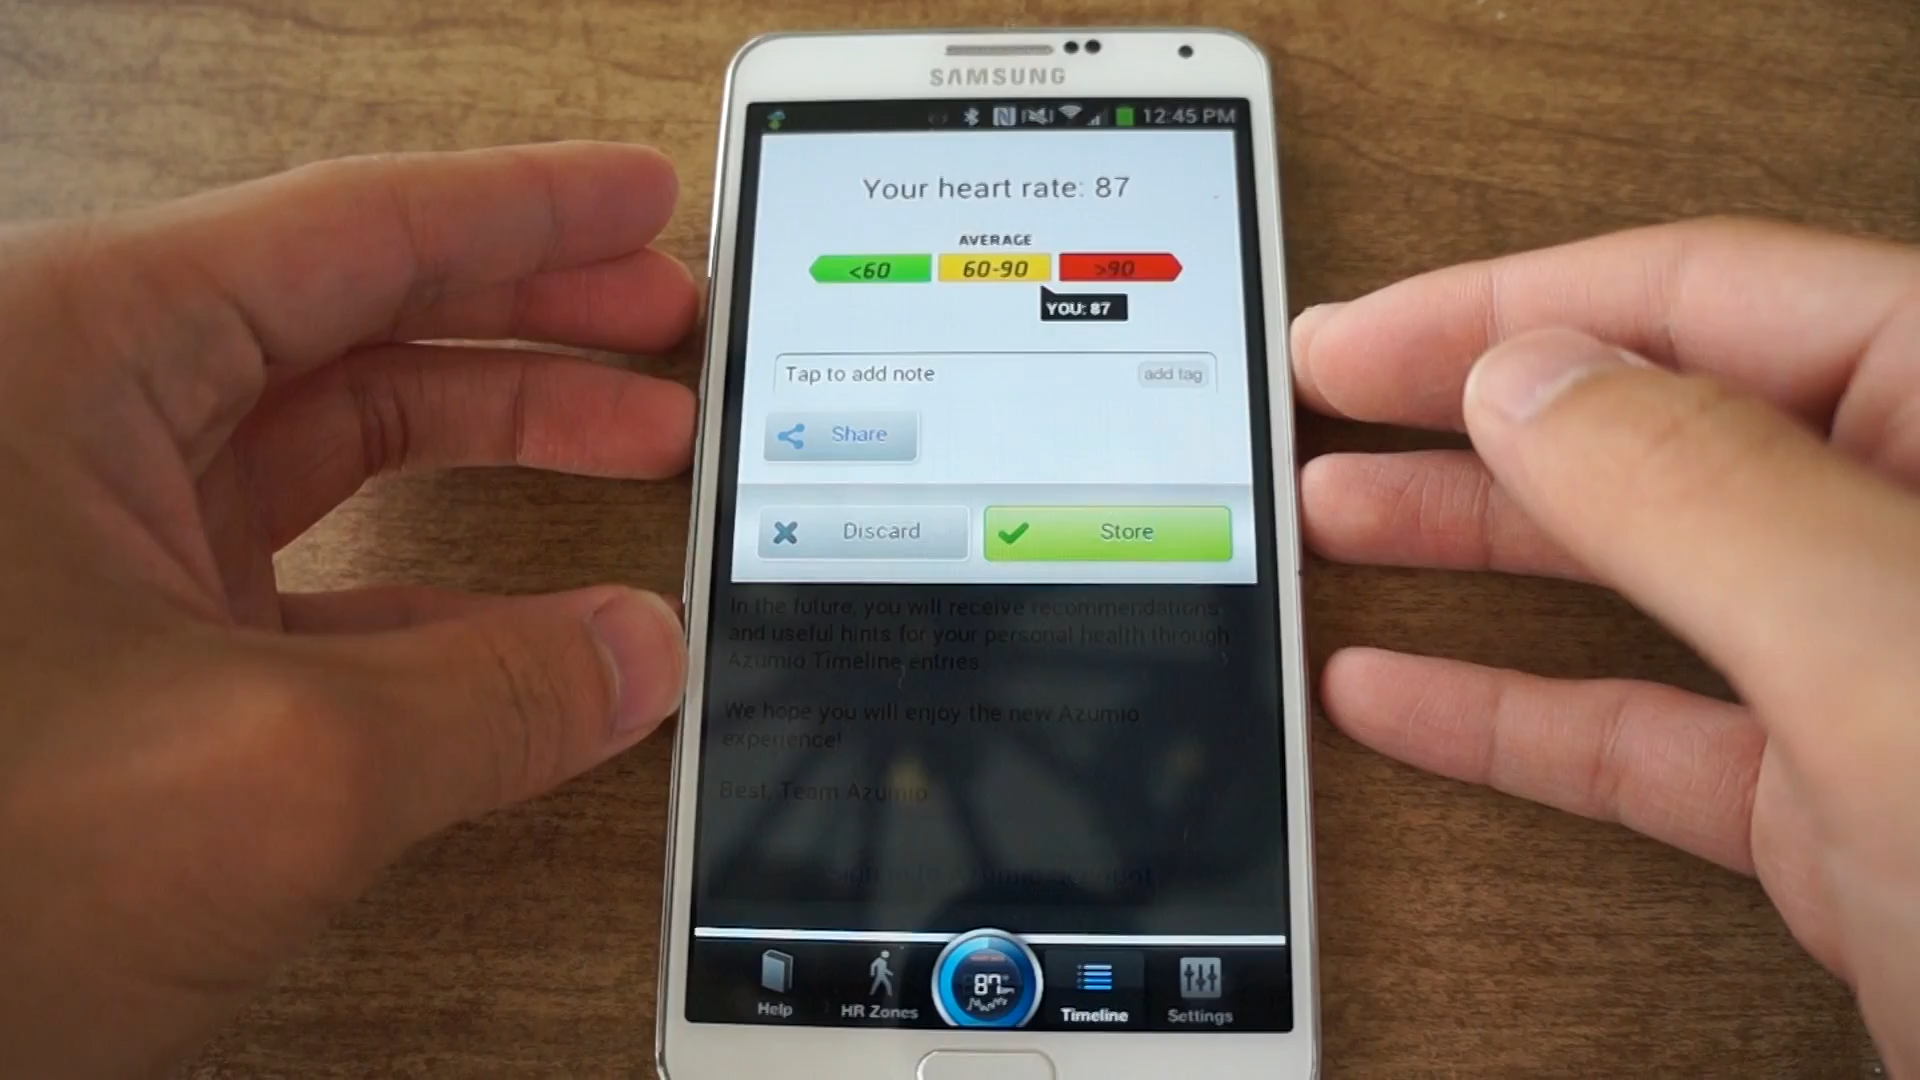 SAMSUNG
12:45 PM
Your heart rate: 87
AVERAGE
<60 60-90 >90
YOU: 87
Tap to add note add tag
Share
Discard Store
In the future, you will receive recommendations
and useful hints for your personal health through
Azumio Timeline entries
We hope you will enjoy the new Azumio
experience!
Best, Team Azumio
87
Help HR Zones Timeline Settings